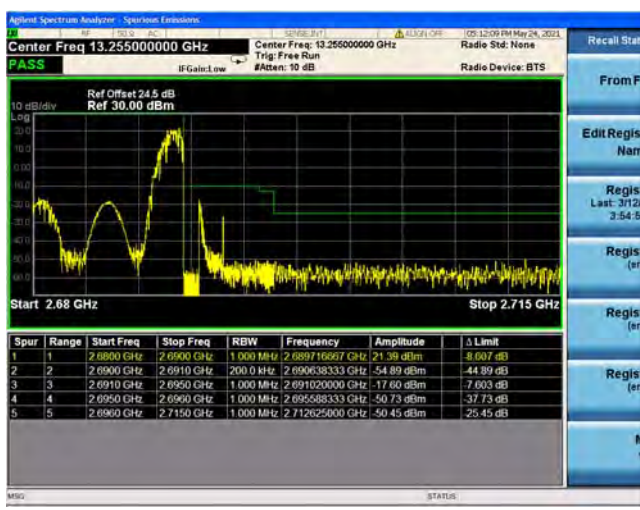 Agilent Spectrum Analyzer - Spurious Emissions
RF 50 Ω AC SENSE:INT ALIGN OFF 05:12:09 PM May 24, 2021
Center Freq 13.255000000 GHz
Center Freq: 13.255000000 GHz
Radio Std: None
Trig: Free Run
PASS
IFGain:Low
#Atten: 10 dB
Radio Device: BTS
Ref Offset 24.5 dB
10 dB/div
Ref 30.00 dBm
Log
Start 2.68 GHz
Stop 2.715 GHz
Spur Range Start Freq Stop Freq RBW Frequency Amplitude Δ Limit
1 1 2.6800 GHz 2.6900 GHz 1.000 MHz 2.689716667 GHz 21.39 dBm -8.607 dB
2 2 2.6900 GHz 2.6910 GHz 200.0 kHz 2.690638333 GHz -54.89 dBm -44.89 dB
3 3 2.6910 GHz 2.6950 GHz 1.000 MHz 2.691020000 GHz -17.60 dBm -7.603 dB
4 4 2.6950 GHz 2.6960 GHz 1.000 MHz 2.695588333 GHz -50.73 dBm -37.73 dB
5 5 2.6960 GHz 2.7150 GHz 1.000 MHz 2.712625000 GHz -50.45 dBm -25.45 dB
MSG
STATUS
Recall Stat
From F
Edit Regis
Nam
Regis
Last: 3/12/
3:54:5
Regis
Regis
Regis